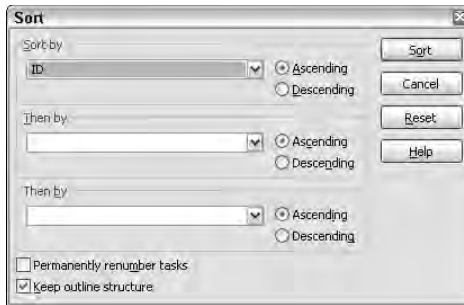 Sort
Sort by
ID
Ascending
Descending
Then by
Ascending
Descending
Then by
Ascending
Descending
Permanently renumber tasks
Keep outline structure
Sort
Cancel
Reset
Help